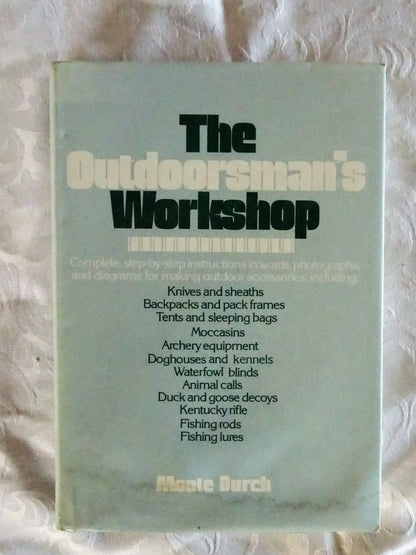 The
Outdoorsman's
Workshop
Complete, step-by-step instructions in words, photographs,
and diagrams for making outdoor accessories, including:
Knives and sheaths
Backpacks and pack frames
Tents and sleeping bags
Moccasins
Archery equipment
Doghouses and kennels
Waterfowl blinds
Animal calls
Duck and goose decoys
Kentucky rifle
Fishing rods
Fishing lures
Monte Burch